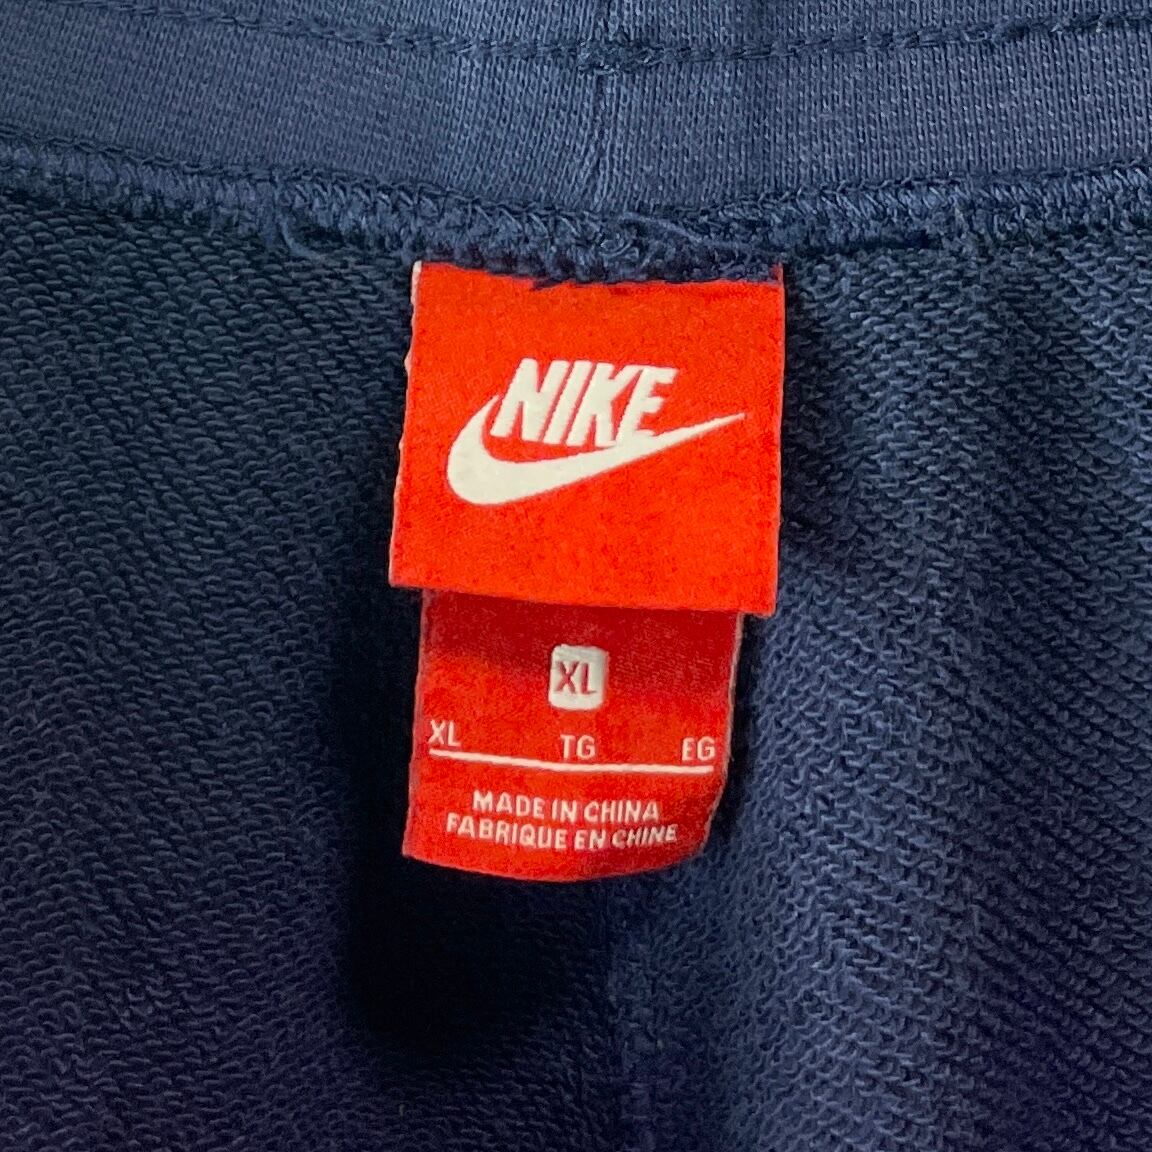 NIKE
XL
XL TG EG
MADE IN CHINA
FABRIQUE EN CHINE